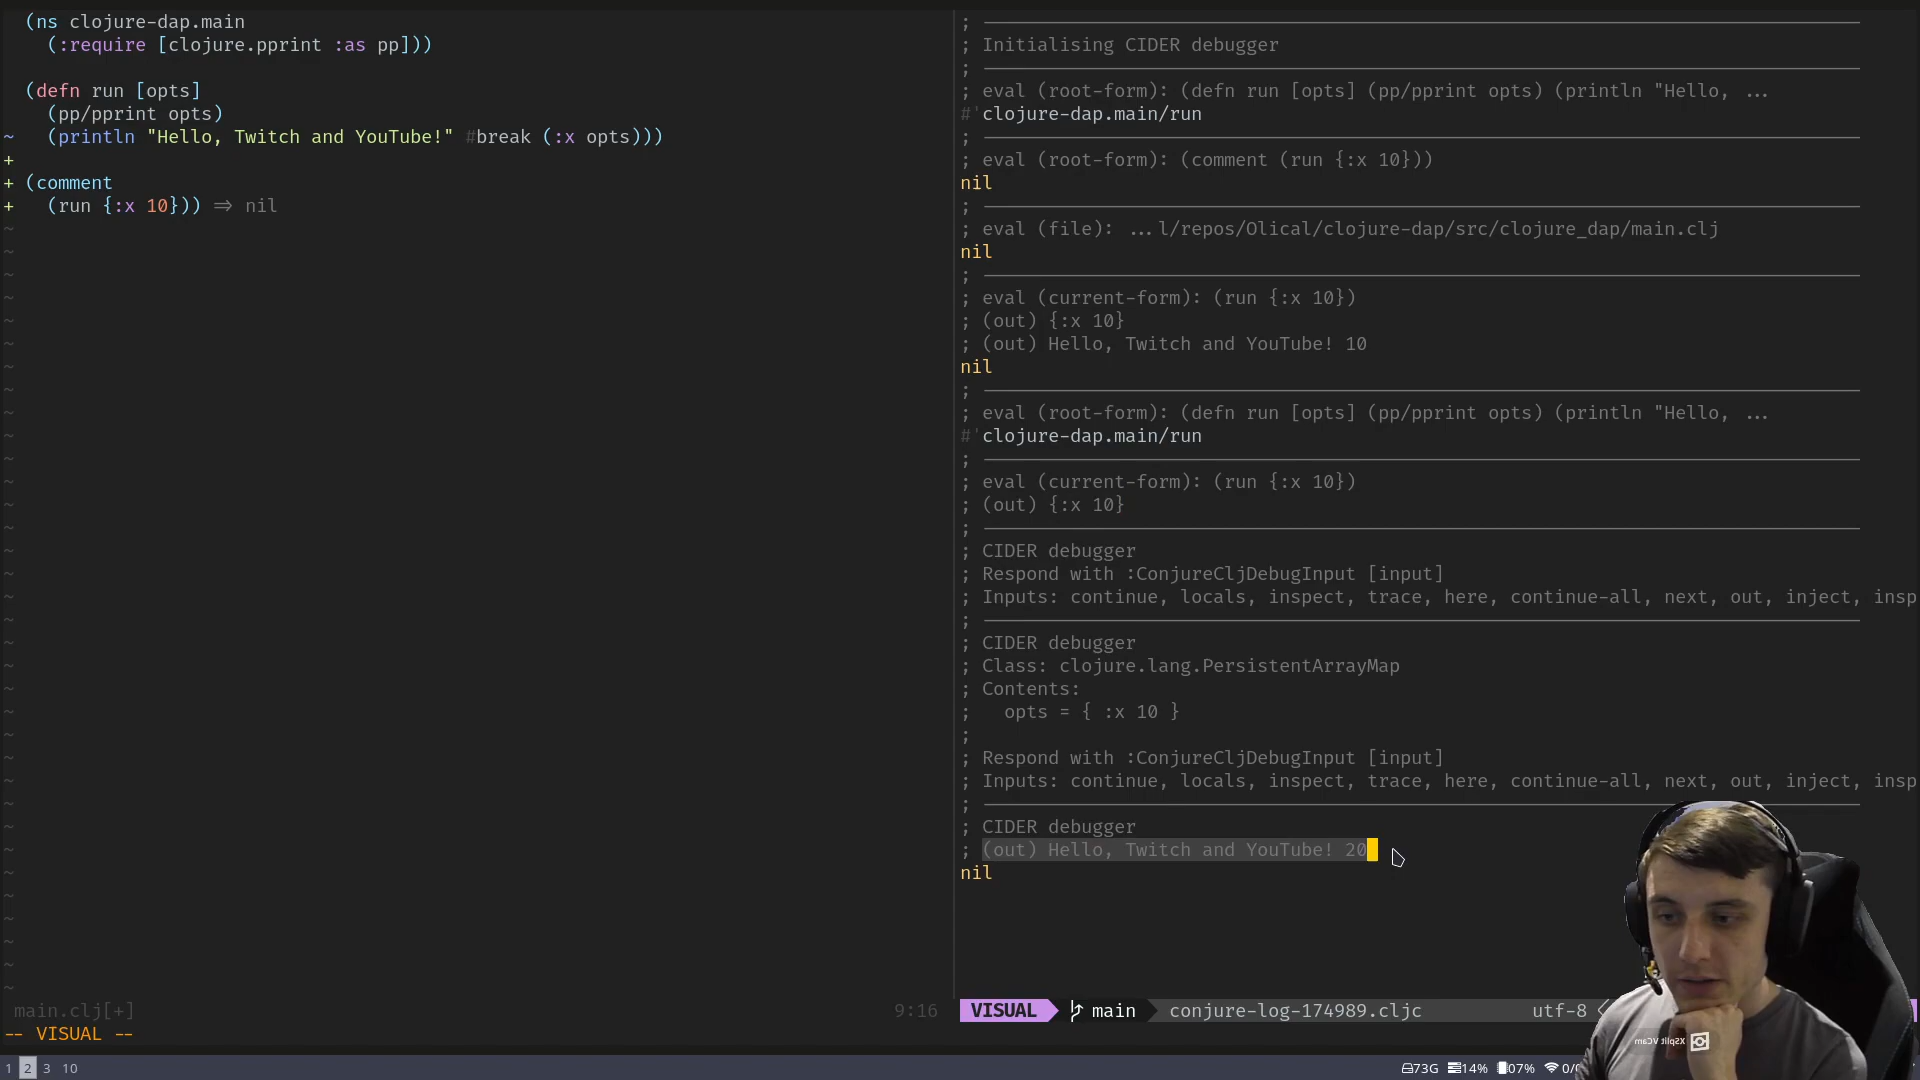 (ns clojure-dap.main
(:require [clojure.pprint :as pp]))
(defn run [opts]
(pp/pprint opts)
~ (println "Hello, Twitch and YouTube!" #break (:x opts)))
+
+ (comment
+ (run {:x 10})) => nil
main.clj[+] 9:16
-- VISUAL --
; Initialising CIDER debugger
;
; eval (root-form): (defn run [opts] (pp/pprint opts) (println "Hello, ...
#'clojure-dap.main/run
;
; eval (root-form): (comment (run {:x 10}))
nil
;
; eval (file): ...l/repos/Olical/clojure-dap/src/clojure_dap/main.clj
nil
;
; eval (current-form): (run {:x 10})
; (out) {:x 10}
; (out) Hello, Twitch and YouTube! 10
nil
;
; eval (root-form): (defn run [opts] (pp/pprint opts) (println "Hello, ...
#'clojure-dap.main/run
;
; eval (current-form): (run {:x 10})
; (out) {:x 10}
;
; CIDER debugger
; Respond with :ConjureCljDebugInput [input]
; Inputs: continue, locals, inspect, trace, here, continue-all, next, out, inject, insp
;
; CIDER debugger
; Class: clojure.lang.PersistentArrayMap
; Contents:
;   opts = { :x 10 }
;
; Respond with :ConjureCljDebugInput [input]
; Inputs: continue, locals, inspect, trace, here, continue-all, next, out, inject, insp
;
; CIDER debugger
; (out) Hello, Twitch and YouTube! 20
nil
VISUAL main conjure-log-174989.cljc utf-8
XSplit VCam
1 2 3 10
73G 14% 07% 0/0